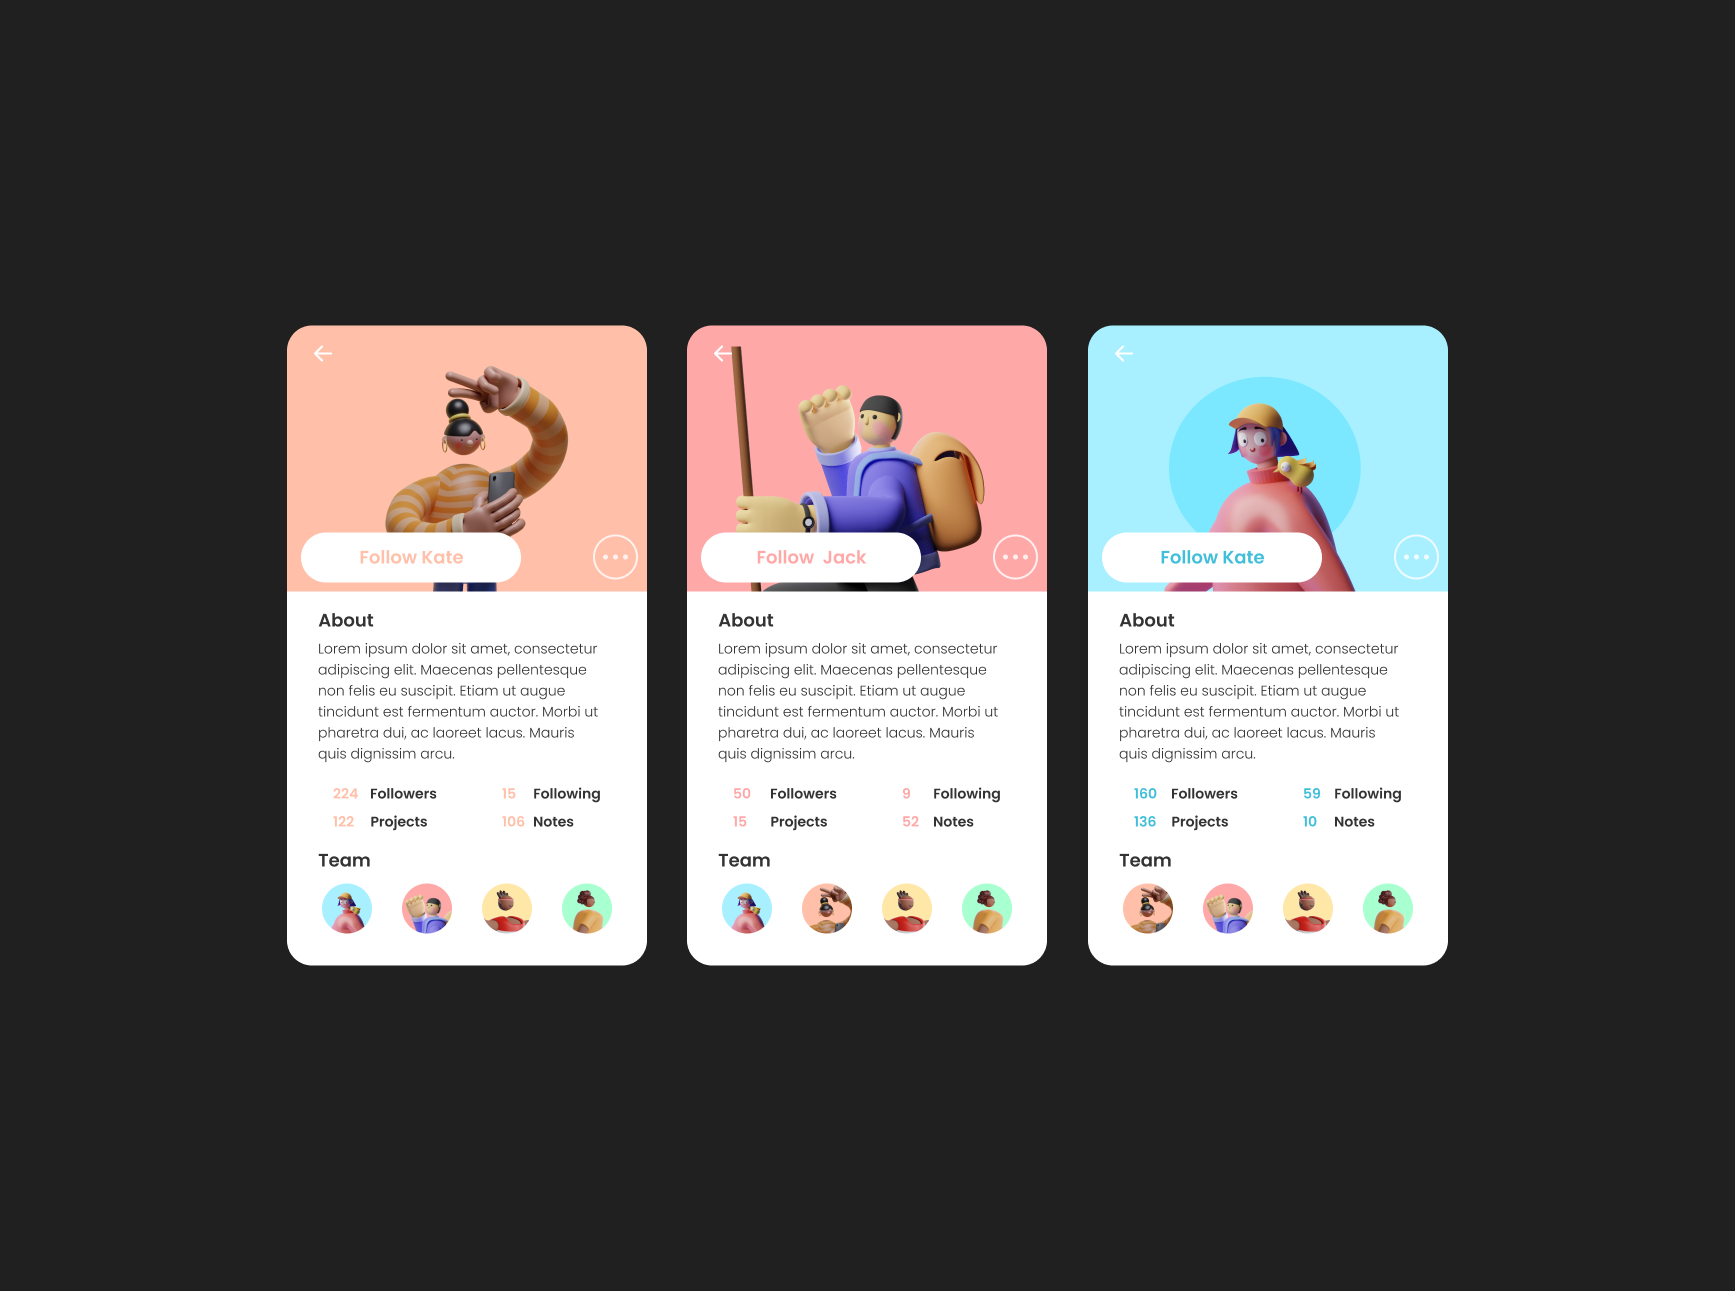 Follow Kate
About
Lorem ipsum dolor sit amet, consectetur
adipiscing elit. Maecenas pellentesque
non felis eu suscipit. Etiam ut augue
tincidunt est fermentum auctor. Morbi ut
pharetra dui, ac laoreet lacus. Mauris
quis dignissim arcu.
224 Followers 15 Following
122 Projects 106 Notes
Team
Follow  Jack
About
Lorem ipsum dolor sit amet, consectetur
adipiscing elit. Maecenas pellentesque
non felis eu suscipit. Etiam ut augue
tincidunt est fermentum auctor. Morbi ut
pharetra dui, ac laoreet lacus. Mauris
quis dignissim arcu.
50 Followers 9 Following
15 Projects 52 Notes
Team
Follow Kate
About
Lorem ipsum dolor sit amet, consectetur
adipiscing elit. Maecenas pellentesque
non felis eu suscipit. Etiam ut augue
tincidunt est fermentum auctor. Morbi ut
pharetra dui, ac laoreet lacus. Mauris
quis dignissim arcu.
160 Followers 59 Following
136 Projects 10 Notes
Team